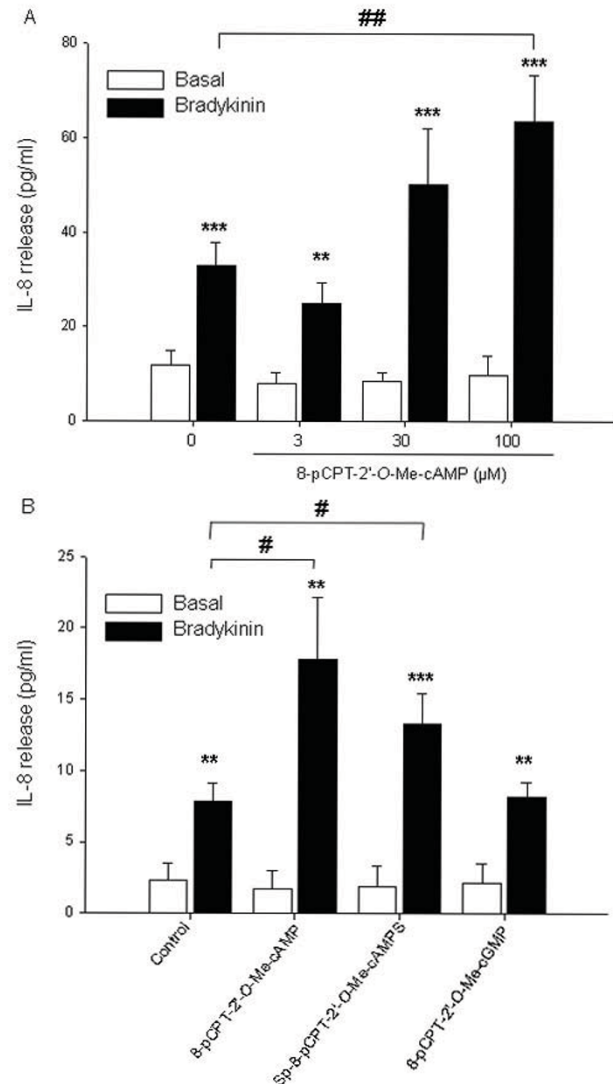 A
##
80
Basal
Bradykinin
***
***
60
***
**
40
20
0
IL-8 rrelease (pg/ml)
0 3 30 100
8-pCPT-2'-O-Me-cAMP (µM)
B
#
#
25
Basal
Bradykinin
**
20
***
15
**
**
10
5
0
IL-8 release (pg/ml)
Control
8-pCPT-2'-O-Me-cAMP
Sp-8-pCPT-2'-O-Me-cAMPS
8-pCPT-2'-O-Me-cGMP